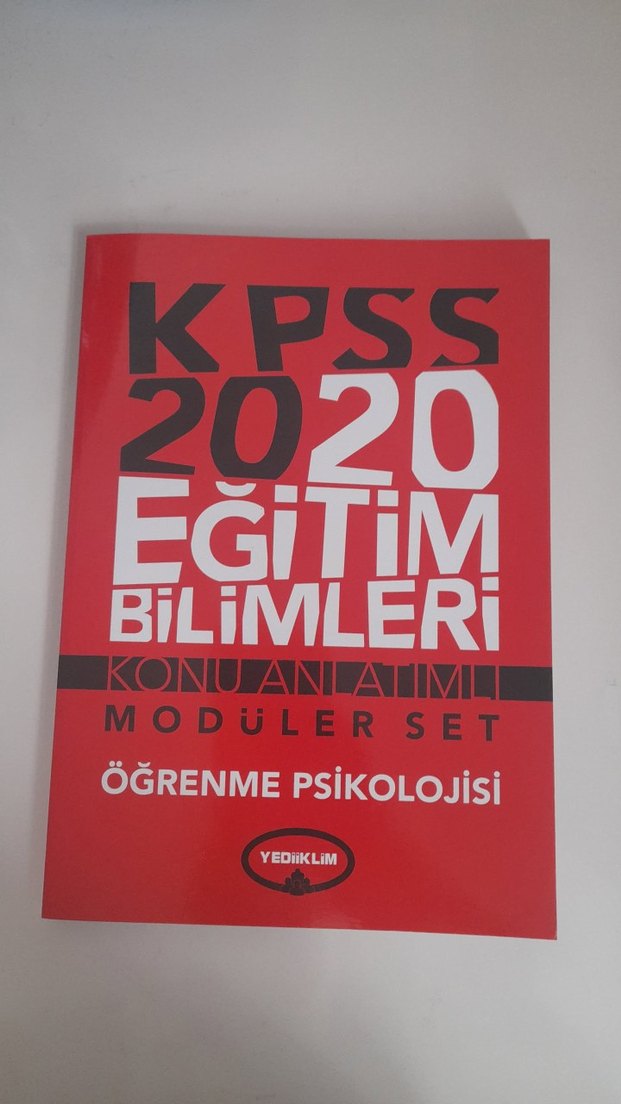 KPSS
2020
EĞİTİM
BİLİMLERİ
KONU ANLATIMLI
MODÜLER SET
ÖĞRENME PSİKOLOJİSİ
YEDİİKLİM